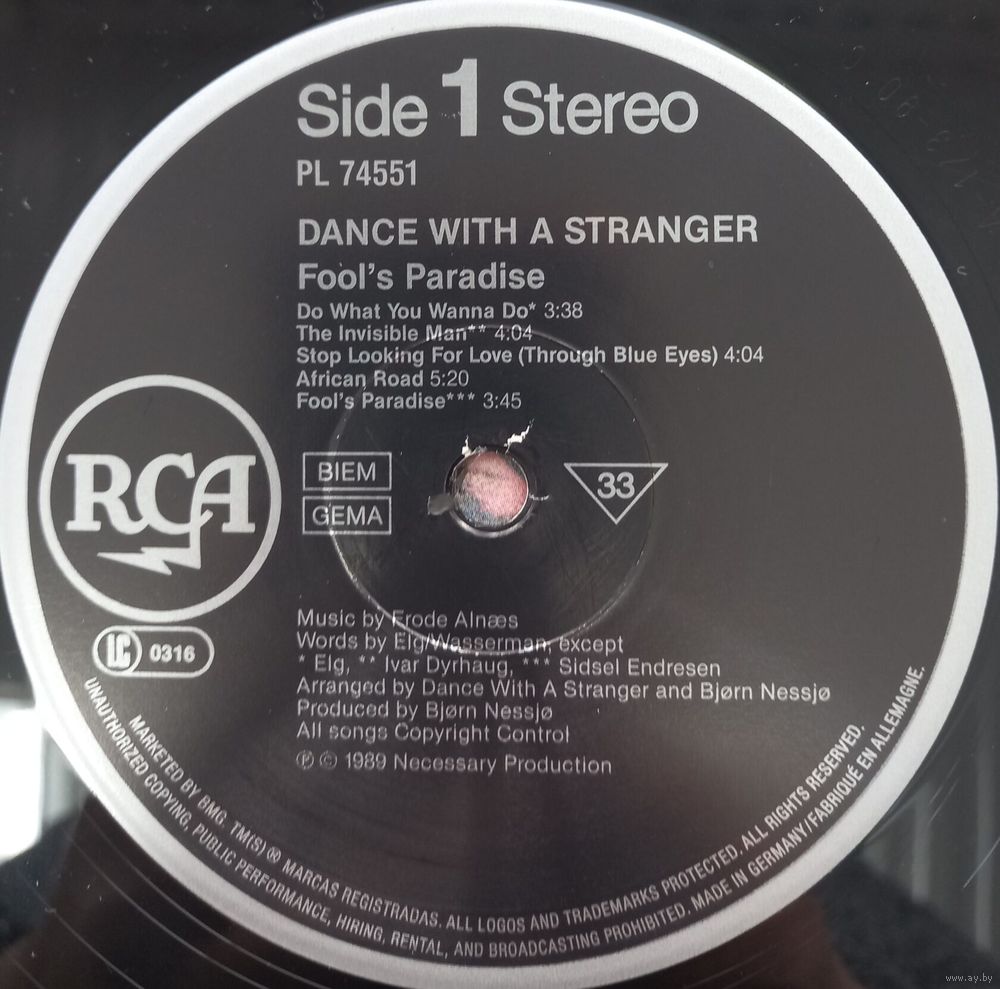 Side 1 Stereo
PL 74551
DANCE WITH A STRANGER
Fool's Paradise
Do What You Wanna Do* 3:38
The Invisible Man** 4:04
Stop Looking For Love (Through Blue Eyes) 4:04
African Road 5:20
Fool's Paradise*** 3:45
RCA
BIEM
GEMA
33
LC 0316
Music by Frode Alnæs
Words by Elg/Wasserman, except
* Elg, ** Ivar Dyrhaug, *** Sidsel Endresen
Arranged by Dance With A Stranger and Bjørn Nessjø
Produced by Bjørn Nessjø
All songs Copyright Control
℗ © 1989 Necessary Production
MARKETED BY BMG. TM(S) ® MARCAS REGISTRADAS. ALL LOGOS AND TRADEMARKS PROTECTED. ALL RIGHTS RESERVED.
UNAUTHORIZED COPYING, PUBLIC PERFORMANCE, HIRING, RENTAL, AND BROADCASTING PROHIBITED. MADE IN GERMANY/FABRIQUÉ EN ALLEMAGNE.
www.ay.by